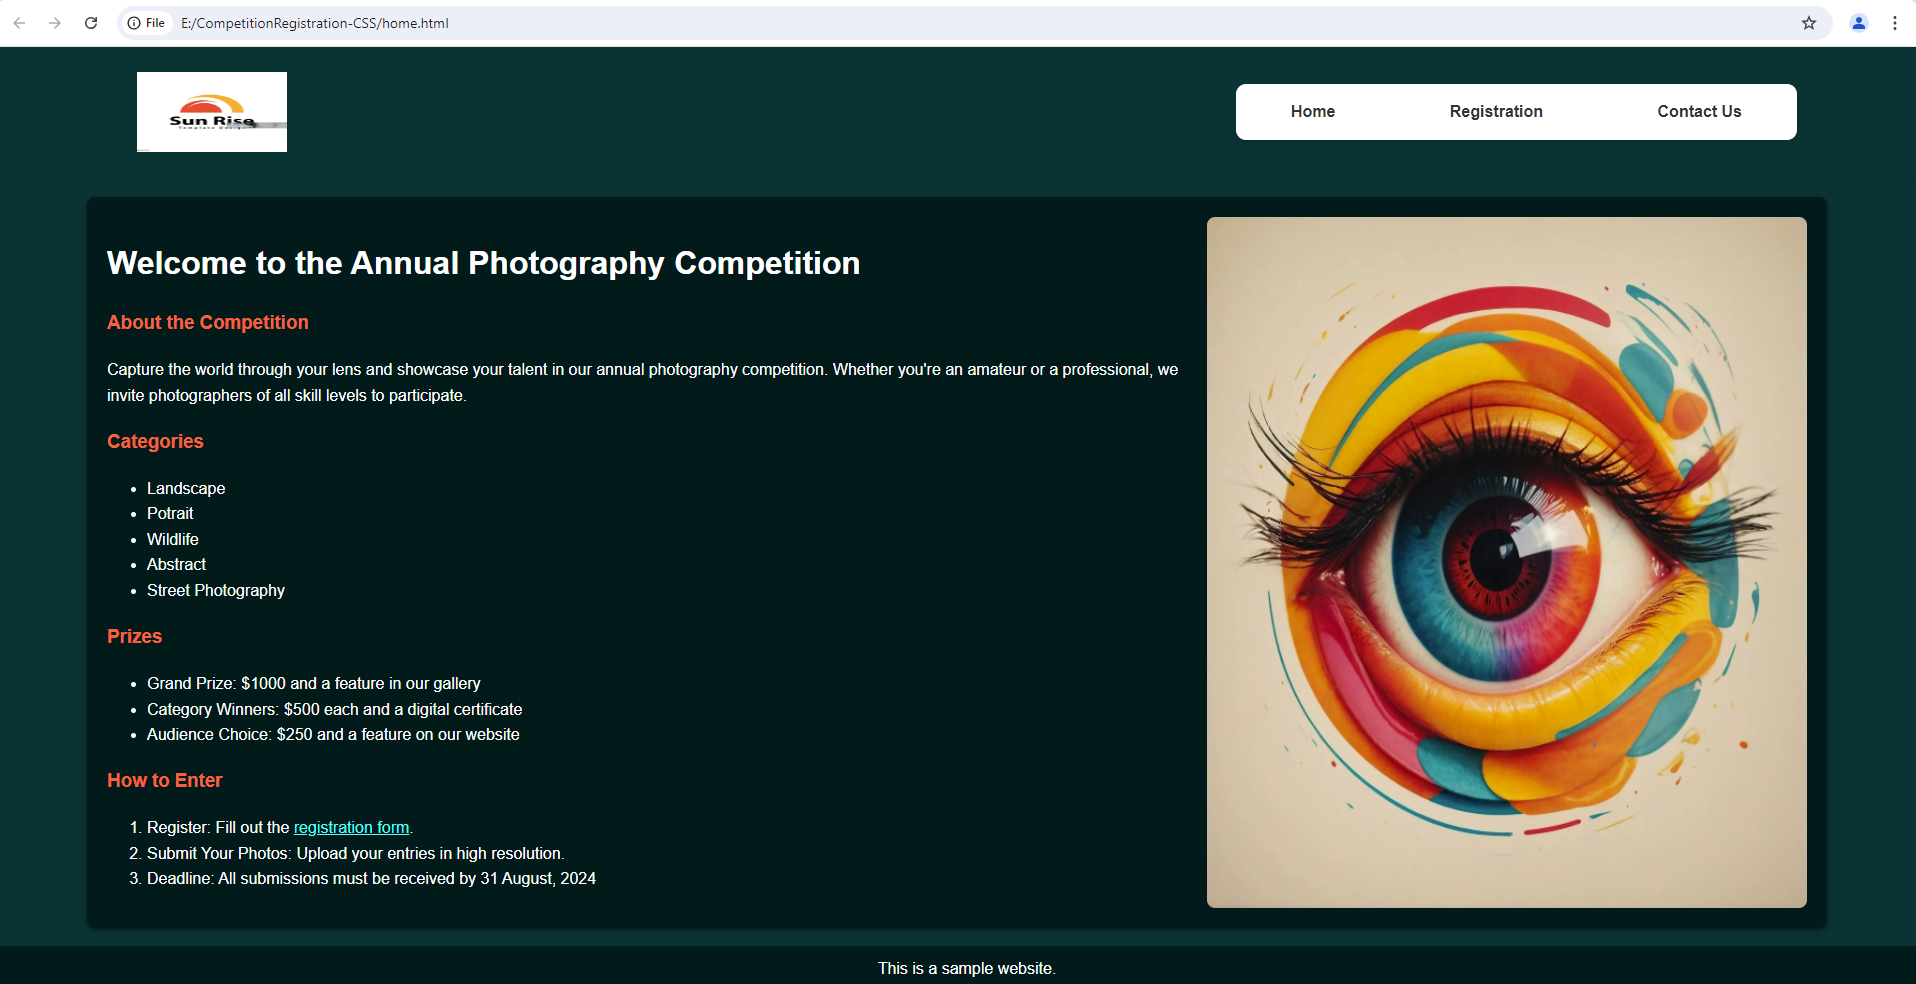 File E:/CompetitionRegistration-CSS/home.html
Sun Rise
Template Design
Home Registration Contact Us
Welcome to the Annual Photography Competition
About the Competition
Capture the world through your lens and showcase your talent in our annual photography competition. Whether you're an amateur or a professional, we
invite photographers of all skill levels to participate.
Categories
• Landscape
• Potrait
• Wildlife
• Abstract
• Street Photography
Prizes
• Grand Prize: $1000 and a feature in our gallery
• Category Winners: $500 each and a digital certificate
• Audience Choice: $250 and a feature on our website
How to Enter
1. Register: Fill out the registration form.
2. Submit Your Photos: Upload your entries in high resolution.
3. Deadline: All submissions must be received by 31 August, 2024
This is a sample website.